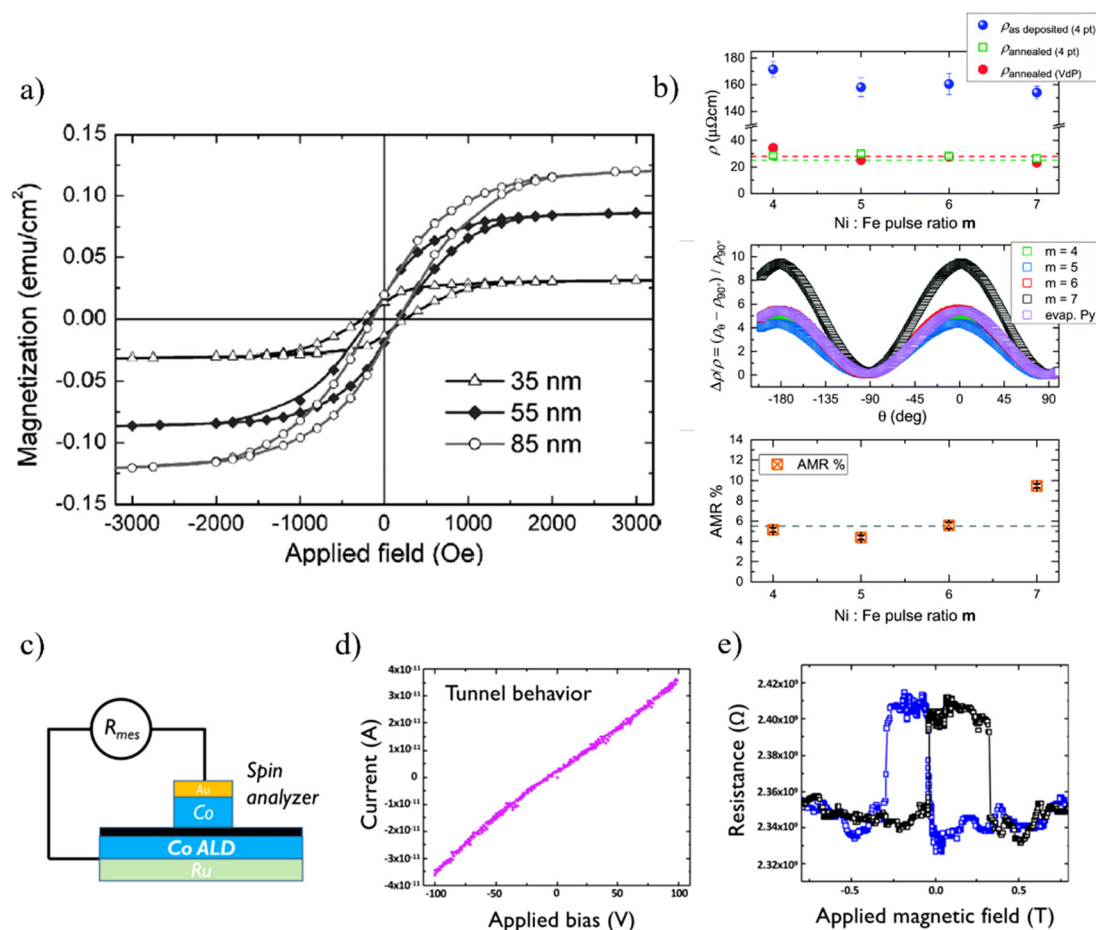 a)
0.15
0.10
0.05
0.00
-0.05
-0.10
-0.15
Magnetization (emu/cm²)
-3000 -2000 -1000 0 1000 2000 3000
Applied field (Oe)
35 nm
55 nm
85 nm
b)
ρas deposited (4 pt)
ρannealed (4 pt)
ρannealed (VdP)
180
160
140
40
20
0
ρ (μΩcm)
4 5 6 7
Ni : Fe pulse ratio m
10
8
6
4
2
0
Δρ/ρ = (ρθ − ρ90°) / ρ90°
m = 4
m = 5
m = 6
m = 7
evap. Py
-180 -135 -90 -45 0 45 90
θ (deg)
14
12
10
8
6
4
2
0
AMR %
AMR %
4 5 6 7
Ni : Fe pulse ratio m
c)
Rmes
Spin
analyzer
Au
Co
Co ALD
Ru
d)
Tunnel behavior
4x10⁻¹¹
3x10⁻¹¹
2x10⁻¹¹
1x10⁻¹¹
0
-1x10⁻¹¹
-2x10⁻¹¹
-3x10⁻¹¹
-4x10⁻¹¹
Current (A)
-100 -50 0 50 100
Applied bias (V)
e)
2.42x10⁹
2.40x10⁹
2.38x10⁹
2.36x10⁹
2.34x10⁹
2.32x10⁹
Resistance (Ω)
-0.5 0.0 0.5
Applied magnetic field (T)